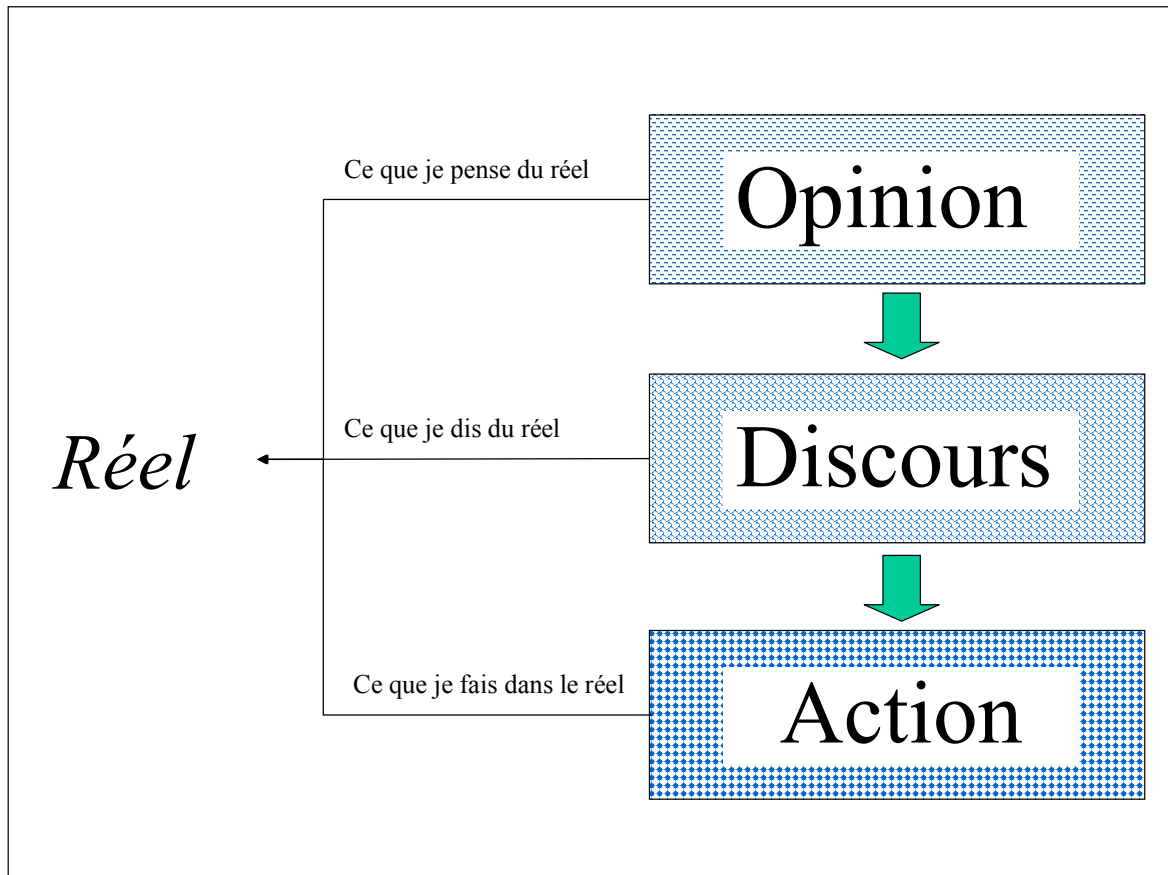 Ce que je pense du réel
Opinion
Ce que je dis du réel
Réel
Discours
Ce que je fais dans le réel
Action